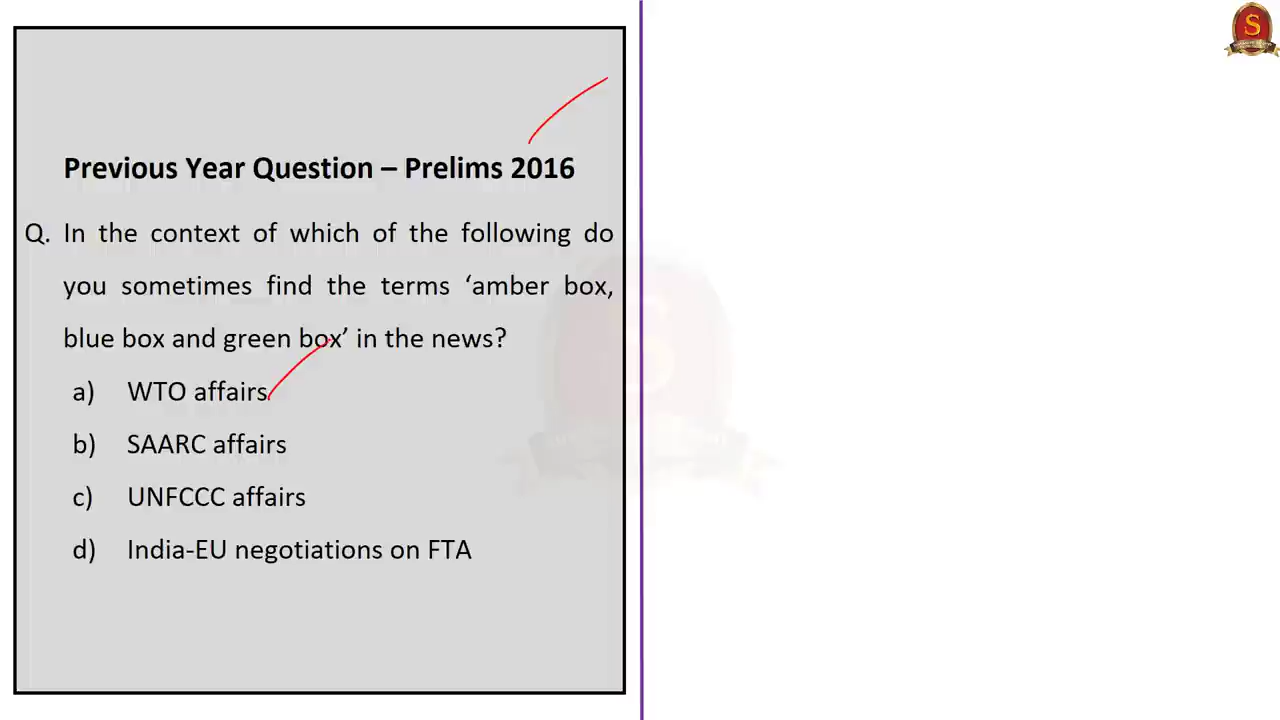 Previous Year Question – Prelims 2016
Q. In the context of which of the following do
you sometimes find the terms ‘amber box,
blue box and green box’ in the news?
a) WTO affairs
b) SAARC affairs
c) UNFCCC affairs
d) India-EU negotiations on FTA
S